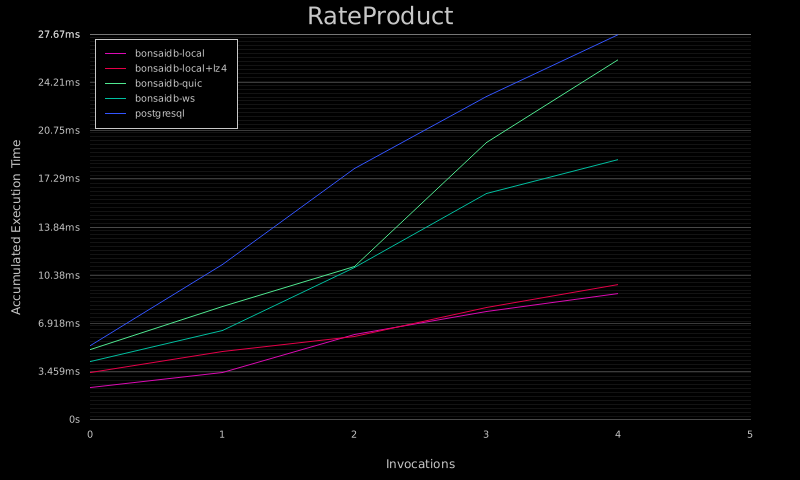 RateProduct
27.67ms
24.21ms
20.75ms
17.29ms
13.84ms
10.38ms
6.918ms
3.459ms
0s
bonsaidb-local
bonsaidb-local+lz4
bonsaidb-quic
bonsaidb-ws
postgresql
Accumulated Execution Time
0 1 2 3 4 5
Invocations